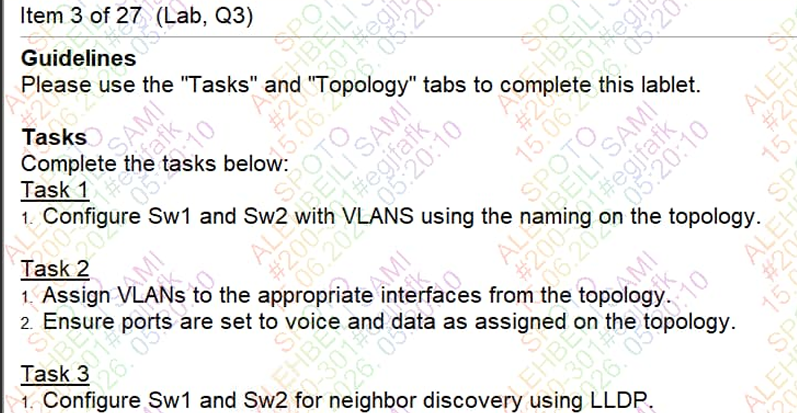 Item 3 of 27 (Lab, Q3)
Guidelines
Please use the "Tasks" and "Topology" tabs to complete this lablet.
Tasks
Complete the tasks below:
Task 1
1. Configure Sw1 and Sw2 with VLANS using the naming on the topology.
Task 2
1. Assign VLANs to the appropriate interfaces from the topology.
2. Ensure ports are set to voice and data as assigned on the topology.
Task 3
1. Configure Sw1 and Sw2 for neighbor discovery using LLDP.